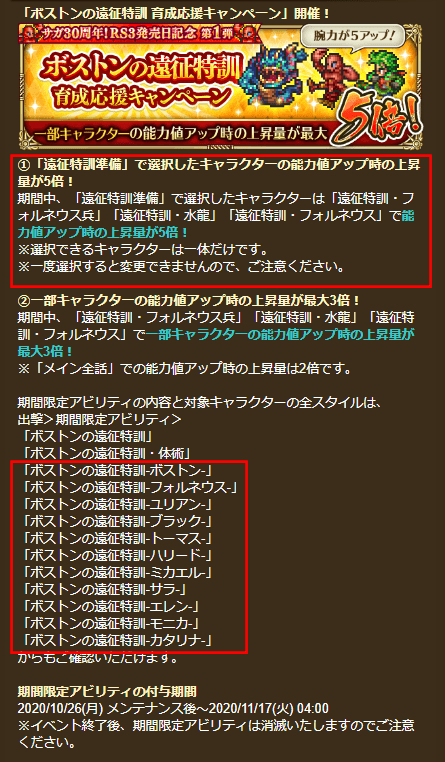 「ボストンの遠征特訓 育成応援キャンペーン」開催！
サガ30周年！RS3発売日記念 第1弾
腕力が5アップ！
ボストンの遠征特訓
育成応援キャンペーン
一部キャラクターの能力値アップ時の上昇量が最大
5倍！
①「遠征特訓準備」で選択したキャラクターの能力値アップ時の上昇
量が5倍！
期間中、「遠征特訓準備」で選択したキャラクターは「遠征特訓・フ
ォルネウス兵」「遠征特訓・水龍」「遠征特訓・フォルネウス」で能
力値アップ時の上昇量が5倍！
※選択できるキャラクターは一体だけです。
※一度選択すると変更できませんので、ご注意ください。
②一部キャラクターの能力値アップ時の上昇量が最大3倍！
期間中、「遠征特訓・フォルネウス兵」「遠征特訓・水龍」「遠征特
訓・フォルネウス」で一部キャラクターの能力値アップ時の上昇量が
最大3倍！
※「メイン全話」での能力値アップ時の上昇量は2倍です。
期間限定アビリティの内容と対象キャラクターの全スタイルは、
出撃＞期間限定アビリティ＞
「ボストンの遠征特訓」
「ボストンの遠征特訓・体術」
「ボストンの遠征特訓-ボストン-」
「ボストンの遠征特訓-フォルネウス-」
「ボストンの遠征特訓-ユリアン-」
「ボストンの遠征特訓-ブラック-」
「ボストンの遠征特訓-トーマス-」
「ボストンの遠征特訓-ハリード-」
「ボストンの遠征特訓-ミカエル-」
「ボストンの遠征特訓-サラ-」
「ボストンの遠征特訓-エレン-」
「ボストンの遠征特訓-モニカ-」
「ボストンの遠征特訓-カタリナ-」
からもご確認いただけます。
期間限定アビリティの付与期間
2020/10/26(月) メンテナンス後～2020/11/17(火) 04:00
※イベント終了後、期間限定アビリティは消滅いたしますのでご注意
ください。